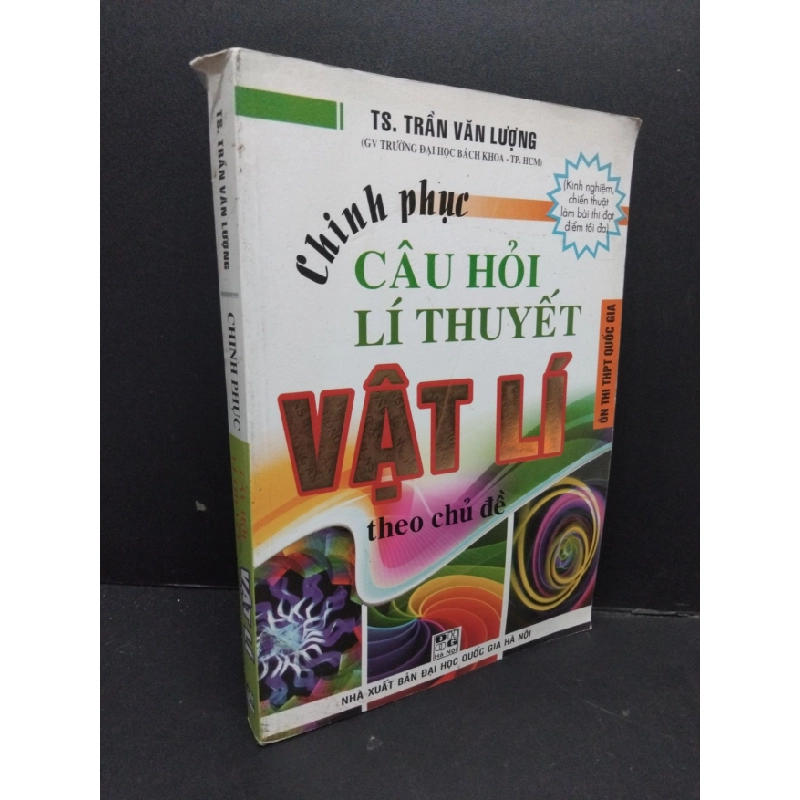 TS. TRẦN VĂN LƯỢNG
(GV TRƯỜNG ĐẠI HỌC BÁCH KHOA - TP. HCM)
(Kinh nghiệm,
chiến thuật
làm bài thi đạt
điểm tối đa)
Chinh phục
CÂU HỎI
LÍ THUYẾT
VẬT LÍ
theo chủ đề
ÔN THI THPT QUỐC GIA
HÀ NỘI
NHÀ XUẤT BẢN ĐẠI HỌC QUỐC GIA HÀ NỘI
TS. TRẦN VĂN LƯỢNG
CHINH PHỤC
VẬT LÍ